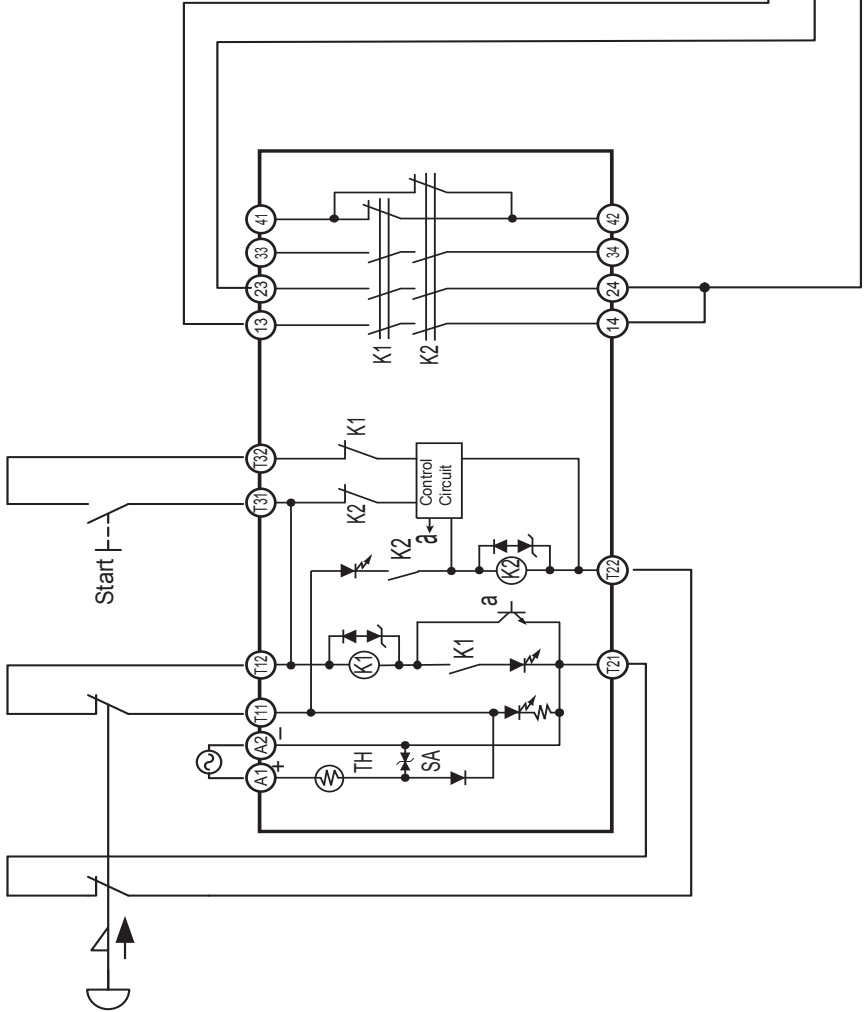 41
33
23
13
42
34
24
14
K1
K2
T32
T31
K1
K2
Control
Circuit
a
Start
K2
K2
T22
a
T12
K1
K1
T21
T11
A2
−
A1
+
TH
SA